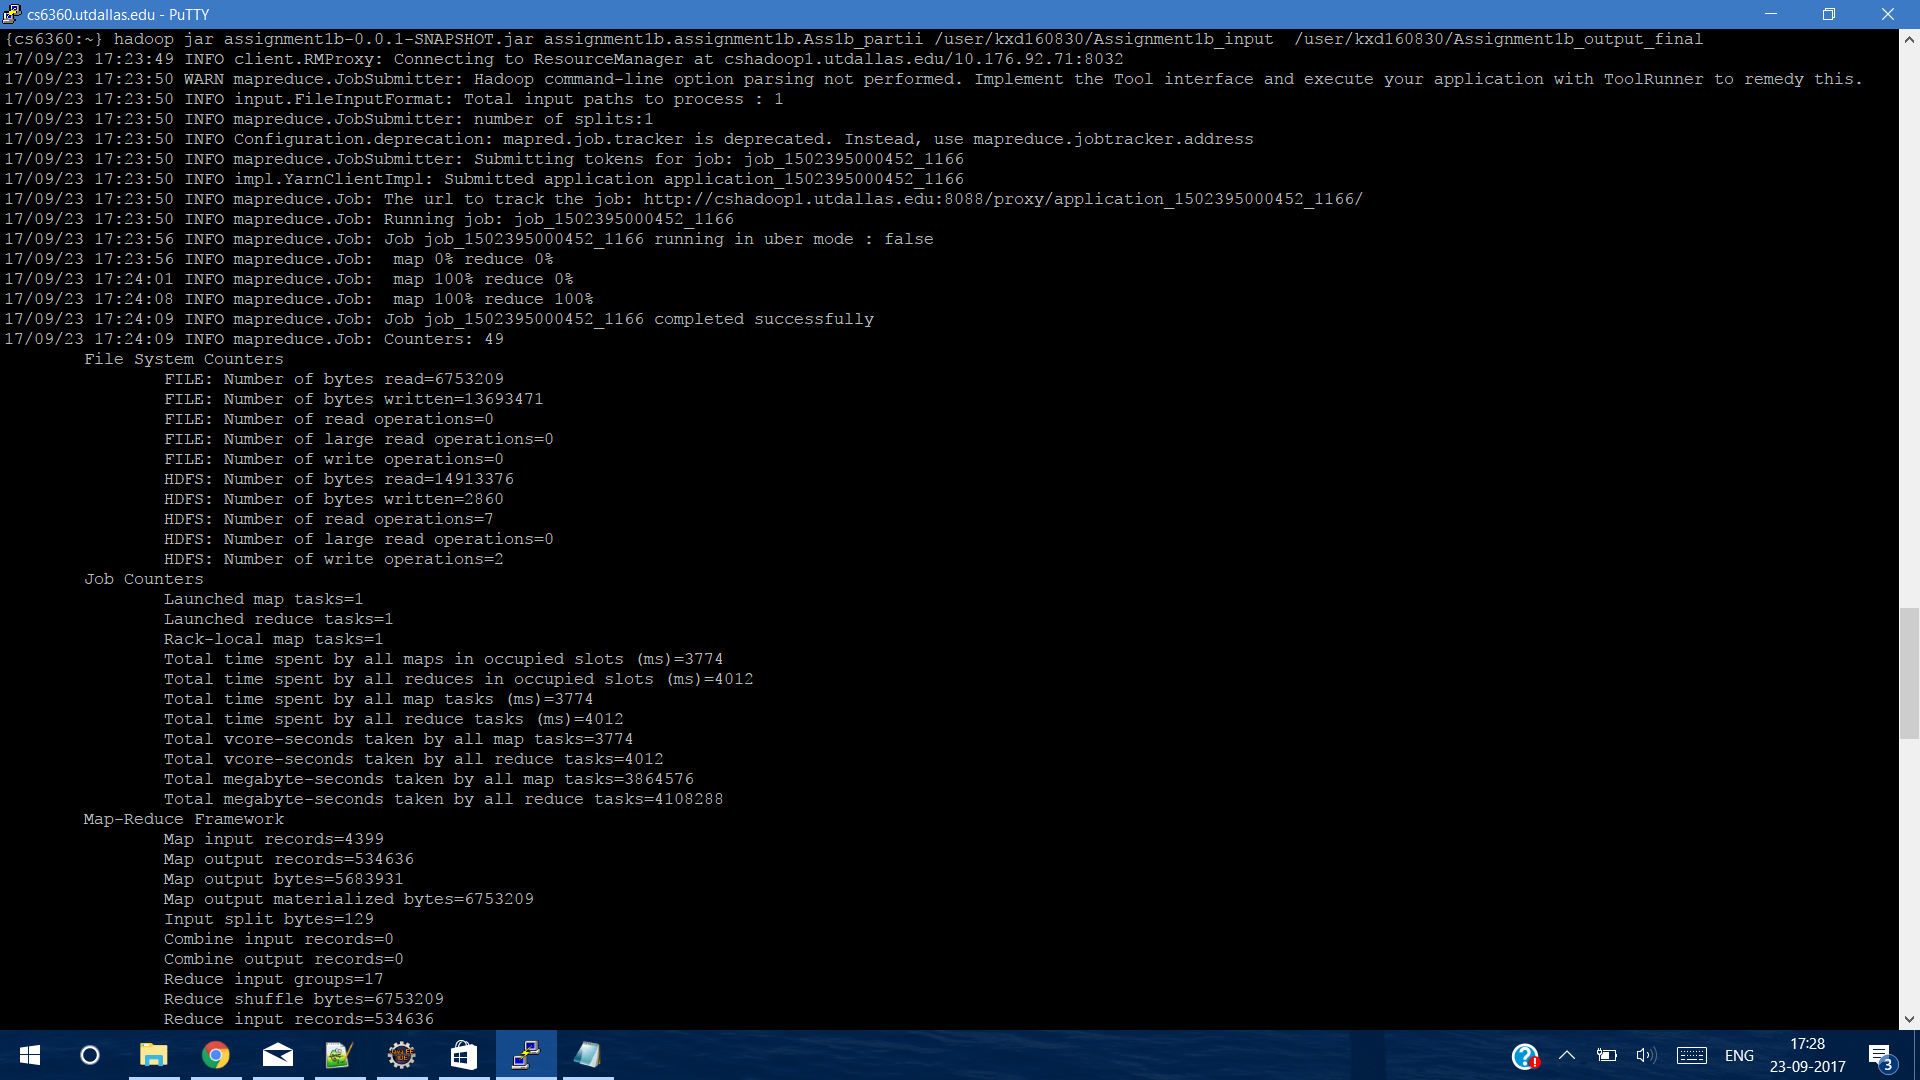 cs6360.utdallas.edu - PuTTY
{cs6360:~} hadoop jar assignment1b-0.0.1-SNAPSHOT.jar assignment1b.assignment1b.Ass1b_partii /user/kxd160830/Assignment1b_input  /user/kxd160830/Assignment1b_output_final
17/09/23 17:23:49 INFO client.RMProxy: Connecting to ResourceManager at cshadoop1.utdallas.edu/10.176.92.71:8032
17/09/23 17:23:50 WARN mapreduce.JobSubmitter: Hadoop command-line option parsing not performed. Implement the Tool interface and execute your application with ToolRunner to remedy this.
17/09/23 17:23:50 INFO input.FileInputFormat: Total input paths to process : 1
17/09/23 17:23:50 INFO mapreduce.JobSubmitter: number of splits:1
17/09/23 17:23:50 INFO Configuration.deprecation: mapred.job.tracker is deprecated. Instead, use mapreduce.jobtracker.address
17/09/23 17:23:50 INFO mapreduce.JobSubmitter: Submitting tokens for job: job_1502395000452_1166
17/09/23 17:23:50 INFO impl.YarnClientImpl: Submitted application application_1502395000452_1166
17/09/23 17:23:50 INFO mapreduce.Job: The url to track the job: http://cshadoop1.utdallas.edu:8088/proxy/application_1502395000452_1166/
17/09/23 17:23:50 INFO mapreduce.Job: Running job: job_1502395000452_1166
17/09/23 17:23:56 INFO mapreduce.Job: Job job_1502395000452_1166 running in uber mode : false
17/09/23 17:23:56 INFO mapreduce.Job:  map 0% reduce 0%
17/09/23 17:24:01 INFO mapreduce.Job:  map 100% reduce 0%
17/09/23 17:24:08 INFO mapreduce.Job:  map 100% reduce 100%
17/09/23 17:24:09 INFO mapreduce.Job: Job job_1502395000452_1166 completed successfully
17/09/23 17:24:09 INFO mapreduce.Job: Counters: 49
File System Counters
FILE: Number of bytes read=6753209
FILE: Number of bytes written=13693471
FILE: Number of read operations=0
FILE: Number of large read operations=0
FILE: Number of write operations=0
HDFS: Number of bytes read=14913376
HDFS: Number of bytes written=2860
HDFS: Number of read operations=7
HDFS: Number of large read operations=0
HDFS: Number of write operations=2
Job Counters
Launched map tasks=1
Launched reduce tasks=1
Rack-local map tasks=1
Total time spent by all maps in occupied slots (ms)=3774
Total time spent by all reduces in occupied slots (ms)=4012
Total time spent by all map tasks (ms)=3774
Total time spent by all reduce tasks (ms)=4012
Total vcore-seconds taken by all map tasks=3774
Total vcore-seconds taken by all reduce tasks=4012
Total megabyte-seconds taken by all map tasks=3864576
Total megabyte-seconds taken by all reduce tasks=4108288
Map-Reduce Framework
Map input records=4399
Map output records=534636
Map output bytes=5683931
Map output materialized bytes=6753209
Input split bytes=129
Combine input records=0
Combine output records=0
Reduce input groups=17
Reduce shuffle bytes=6753209
Reduce input records=534636
ENG
17:28
23-09-2017
3